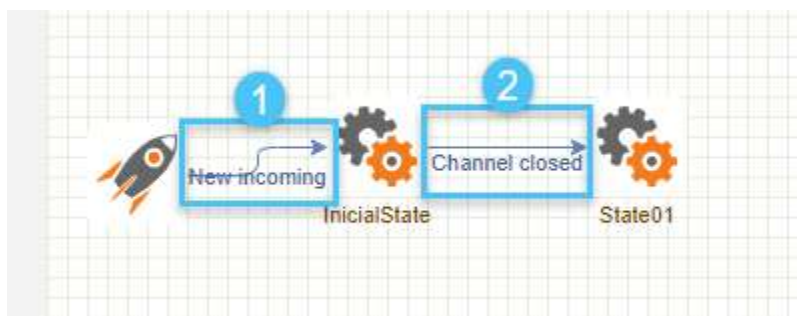 1
2
New incoming
Channel closed
InicialState
State01